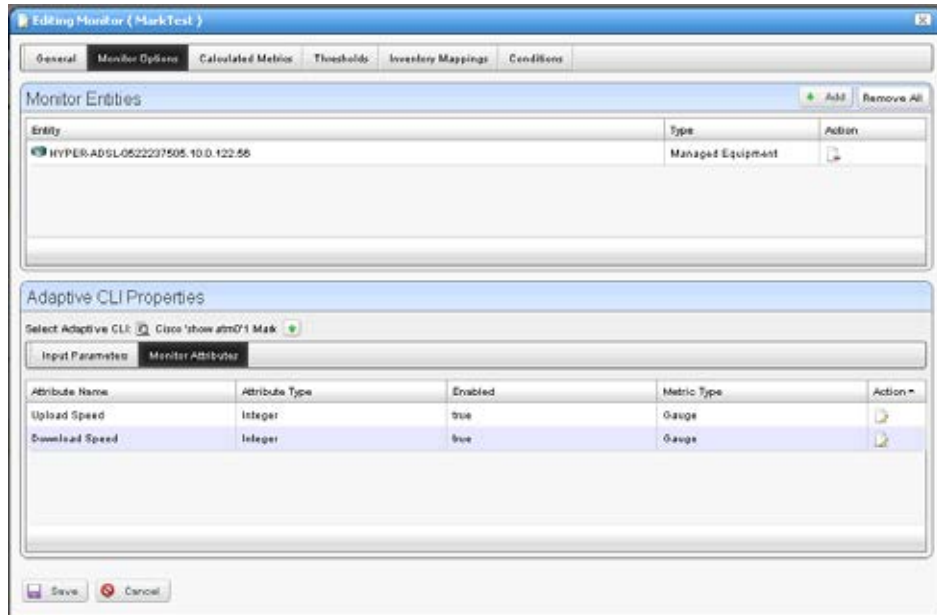 Editing Monitor ( MarkTest )
General Monitor Options Calculated Metrics Thresholds Inventory Mappings Conditions
Monitor Entities Add Remove All
Entity Type Action
HYPER-ADSL-0522237505.10.0.122.56 Managed Equipment
Adaptive CLI Properties
Select Adaptive CLI: Cisco 'show atm0'1 Mark
Input Parameters Monitor Attributes
Attribute Name Attribute Type Enabled Metric Type Action
Upload Speed Integer true Gauge
Download Speed Integer true Gauge
Save Cancel